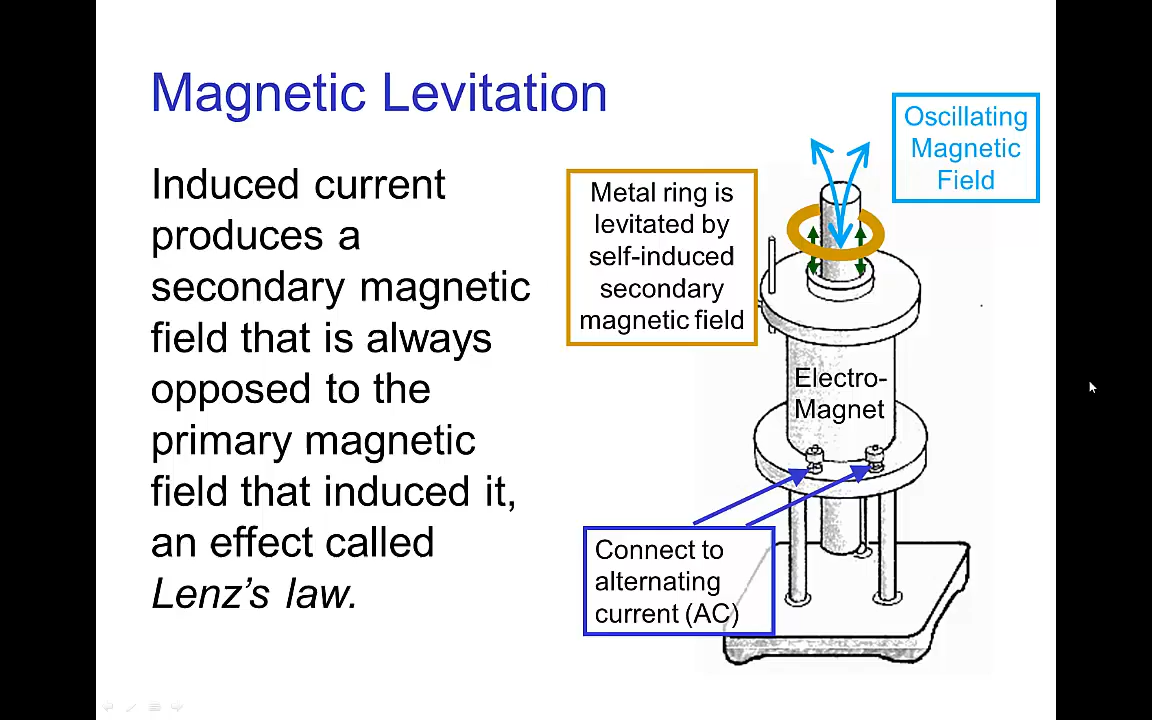 Magnetic Levitation
Induced current
produces a
secondary magnetic
field that is always
opposed to the
primary magnetic
field that induced it,
an effect called
Lenz’s law.
Metal ring is
levitated by
self-induced
secondary
magnetic field
Oscillating
Magnetic
Field
Electro-
Magnet
Connect to
alternating
current (AC)